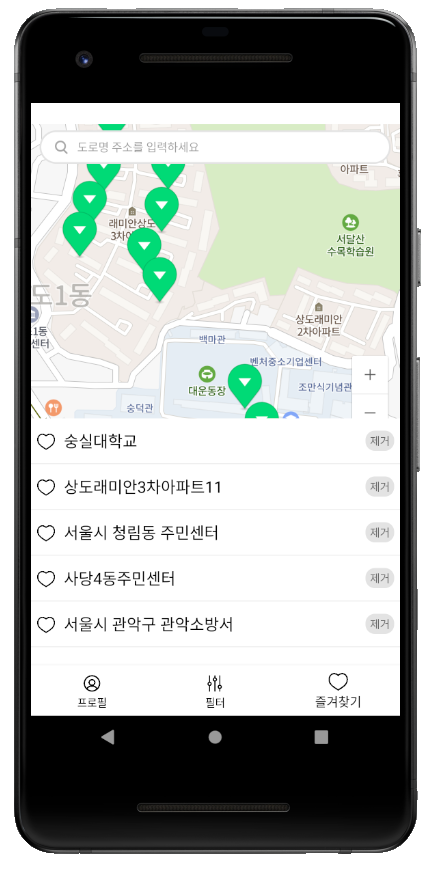 도로명 주소를 입력하세요
아파트
래미안상도
3차아
서달산
수목학습원
도1동
1동
센터
상도래미안
2차아파트
백마관
벤처중소기업센터
+
대운동장
조만식기념관
숭덕관
−
숭실대학교 제거
상도래미안3차아파트11 제거
서울시 청림동 주민센터 제거
사당4동주민센터 제거
서울시 관악구 관악소방서 제거
프로필 필터 즐겨찾기